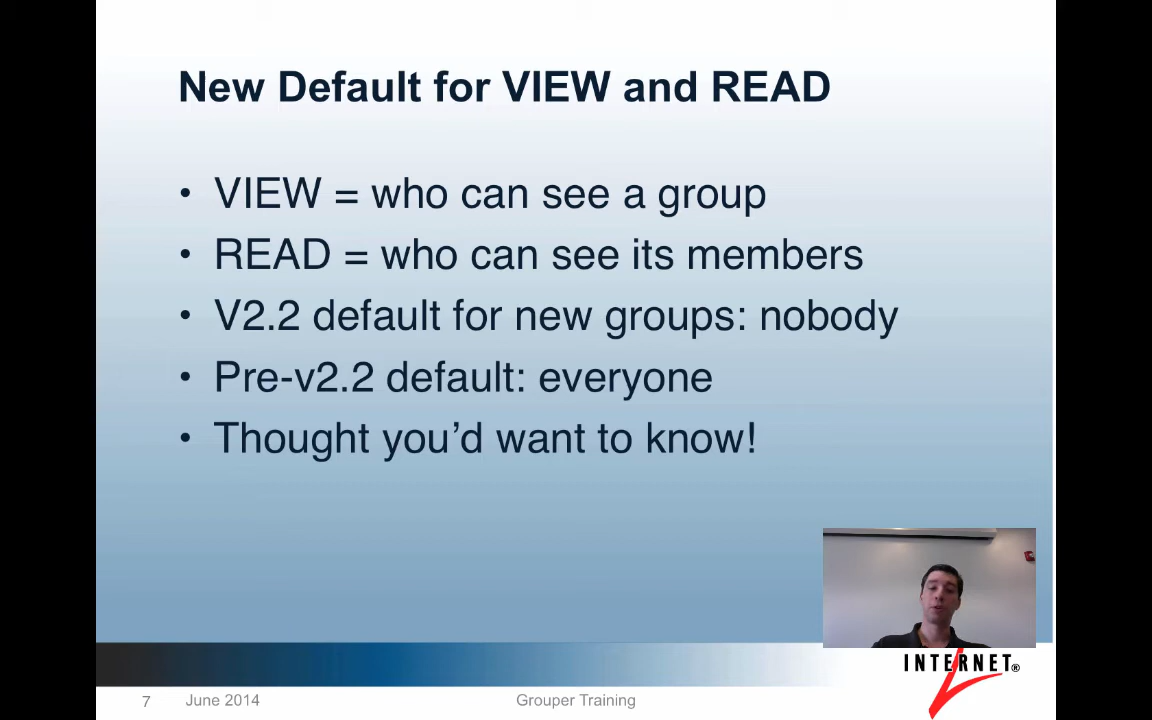 New Default for VIEW and READ
• VIEW = who can see a group
• READ = who can see its members
• V2.2 default for new groups: nobody
• Pre-v2.2 default: everyone
• Thought you’d want to know!
INTERNET®
7 June 2014 Grouper Training